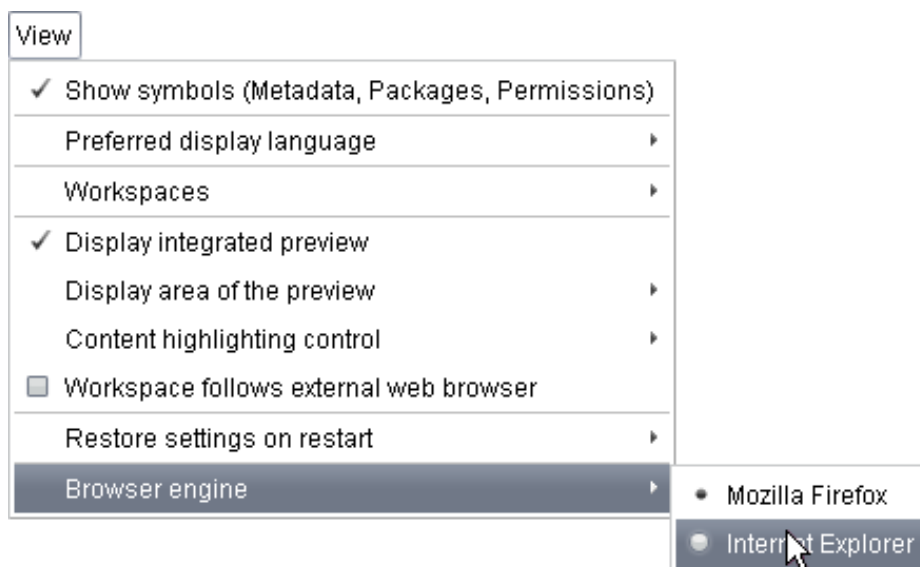 View
Show symbols (Metadata, Packages, Permissions)
Preferred display language
Workspaces
Display integrated preview
Display area of the preview
Content highlighting control
Workspace follows external web browser
Restore settings on restart
Browser engine
Mozilla Firefox
Internet Explorer